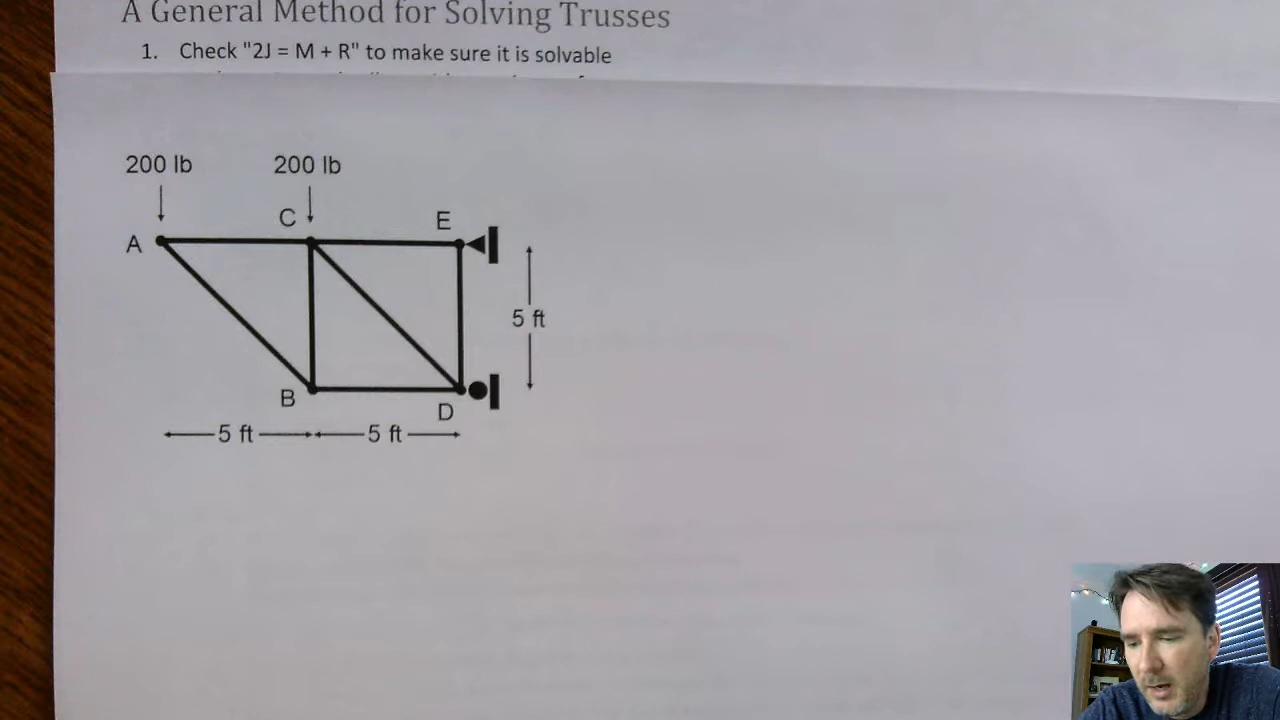 A General Method for Solving Trusses
1. Check "2J = M + R" to make sure it is solvable
200 lb 200 lb
C E
A
5 ft
B D
5 ft 5 ft